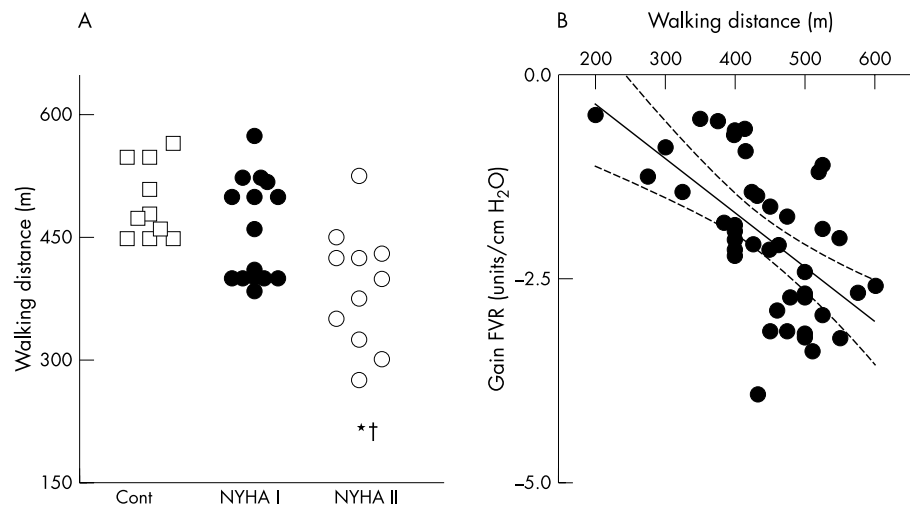 A
Walking distance (m)
600
450
300
150
*†
Cont NYHA I NYHA II
B
Walking distance (m)
200 300 400 500 600
0.0
−2.5
−5.0
Gain FVR (units/cm H₂O)